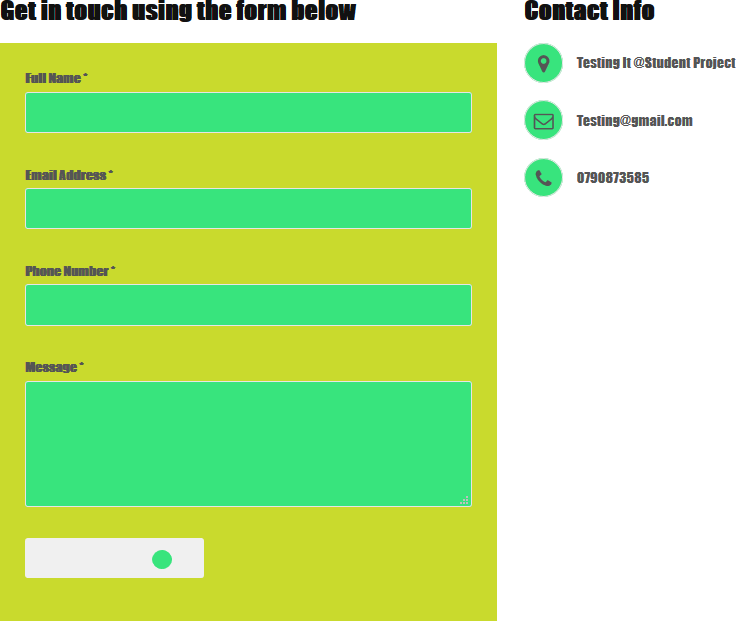 Get in touch using the form below
Full Name *
Email Address *
Phone Number *
Message *
Contact Info
Testing It @Student Project
Testing@gmail.com
0790873585